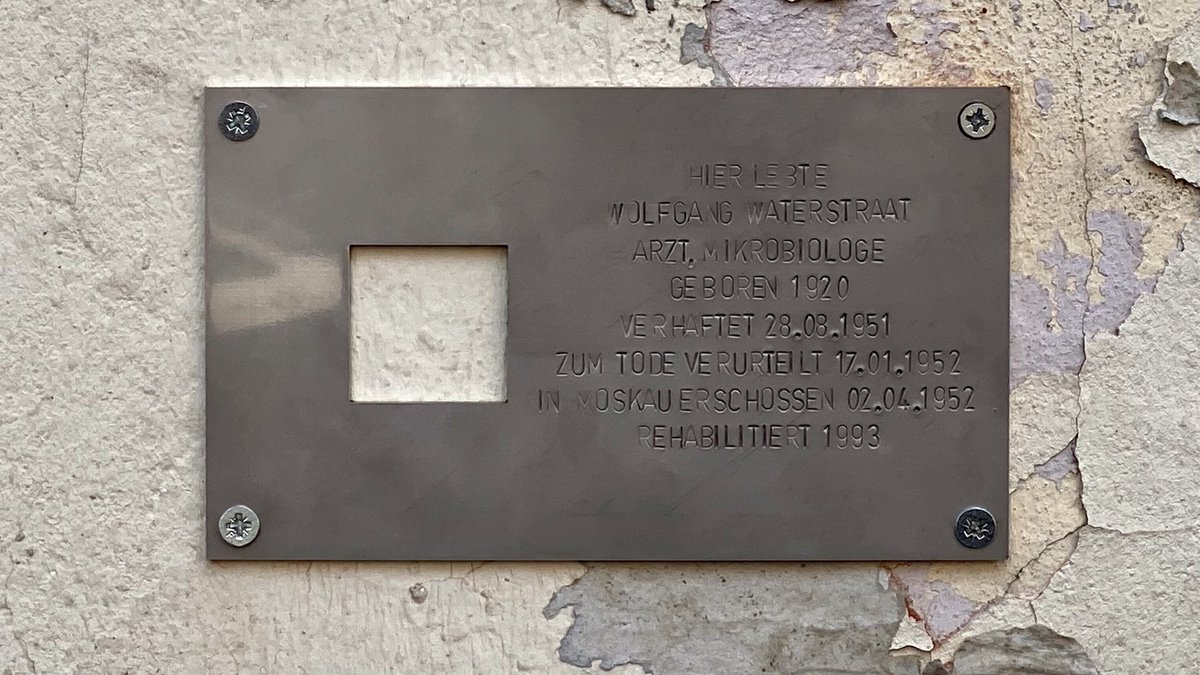 HIER LEBTE
WOLFGANG WATERSTRAAT
ARZT, MIKROBIOLOGE
GEBOREN 1920
VERHAFTET 28.08.1951
ZUM TODE VERURTEILT 17.01.1952
IN MOSKAU ERSCHOSSEN 02.04.1952
REHABILITIERT 1993